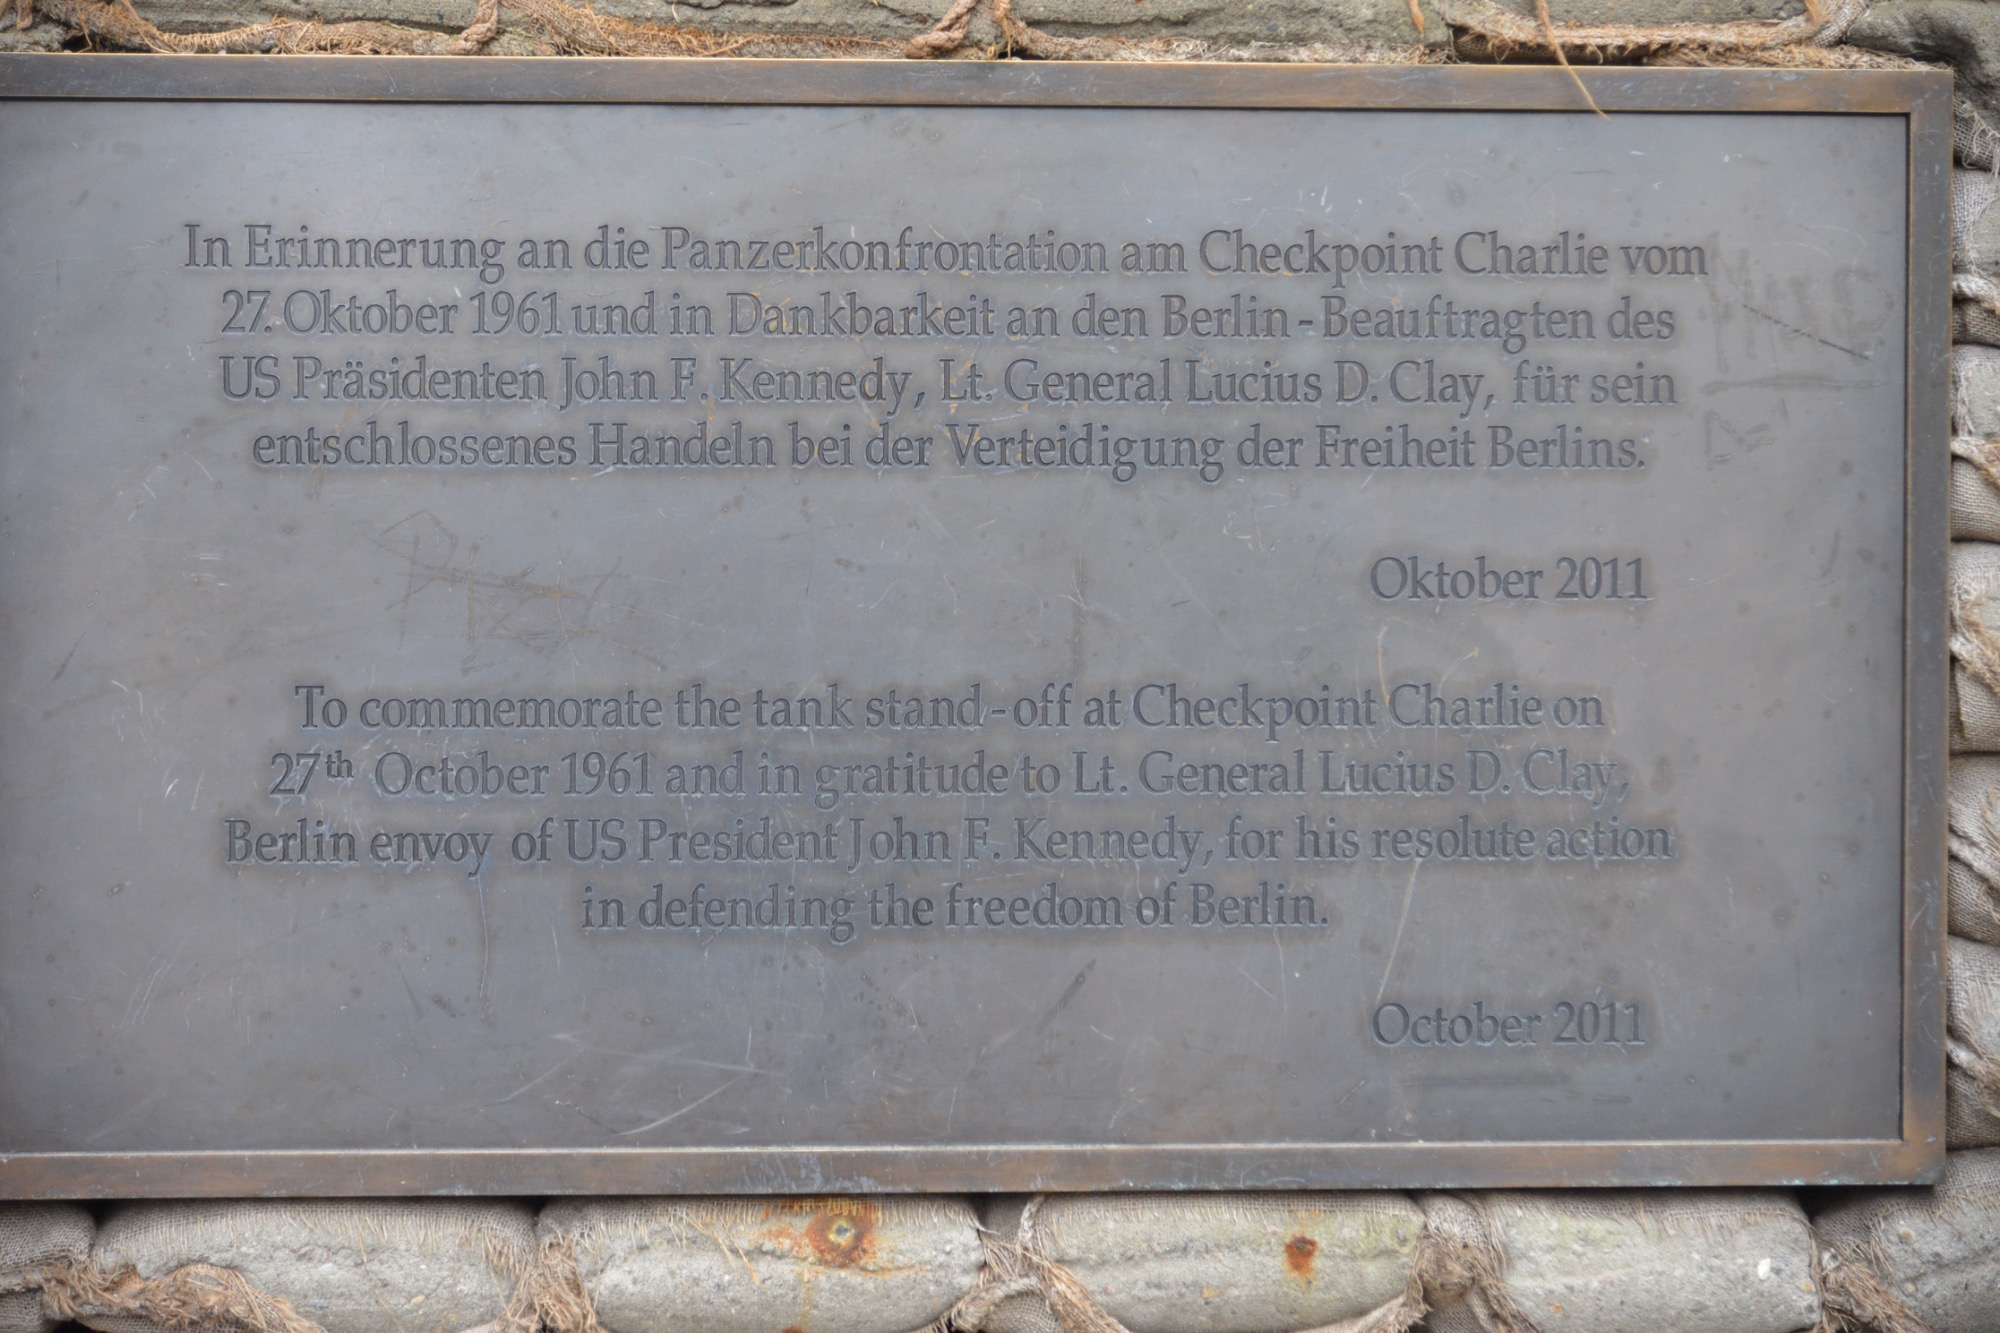 In Erinnerung an die Panzerkonfrontation am Checkpoint Charlie vom
27. Oktober 1961 und in Dankbarkeit an den Berlin-Beauftragten des
US Präsidenten John F. Kennedy, Lt. General Lucius D. Clay, für sein
entschlossenes Handeln bei der Verteidigung der Freiheit Berlins.
Oktober 2011
To commemorate the tank stand-off at Checkpoint Charlie on
27th October 1961 and in gratitude to Lt. General Lucius D. Clay,
Berlin envoy of US President John F. Kennedy, for his resolute action
in defending the freedom of Berlin.
October 2011